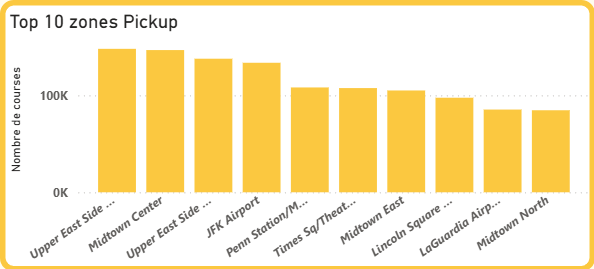 Top 10 zones Pickup
Nombre de courses
100K
0K
Upper East Side ...
Midtown Center
Upper East Side ...
JFK Airport
Penn Station/M...
Times Sq/Theat...
Midtown East
Lincoln Square ...
LaGuardia Airp...
Midtown North